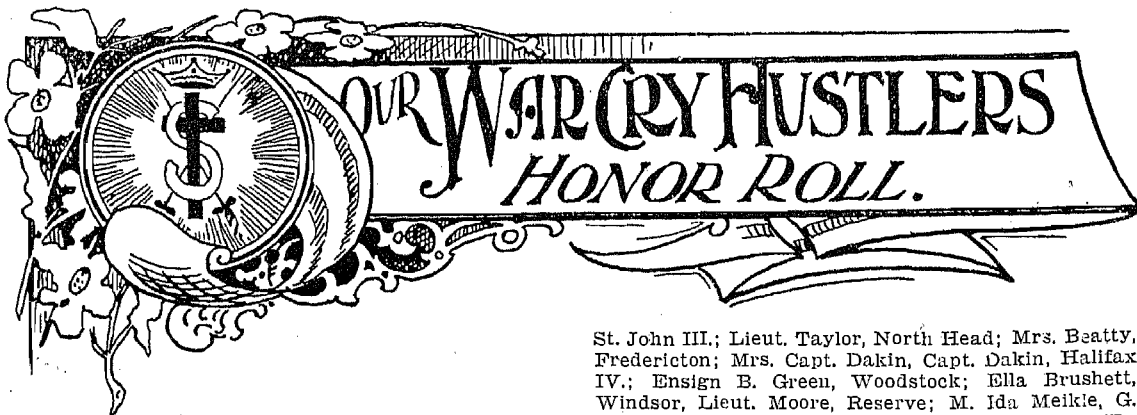 OUR WAR CRY HUSTLERS
HONOR ROLL.
St. John III.; Lieut. Taylor, North Head; Mrs. Beatty,
Fredericton; Mrs. Capt. Dakin, Capt. Dakin, Halifax
IV.; Ensign B. Green, Woodstock; Ella Brushett,
Windsor, Lieut. Moore, Reserve; M. Ida Meikle, G.